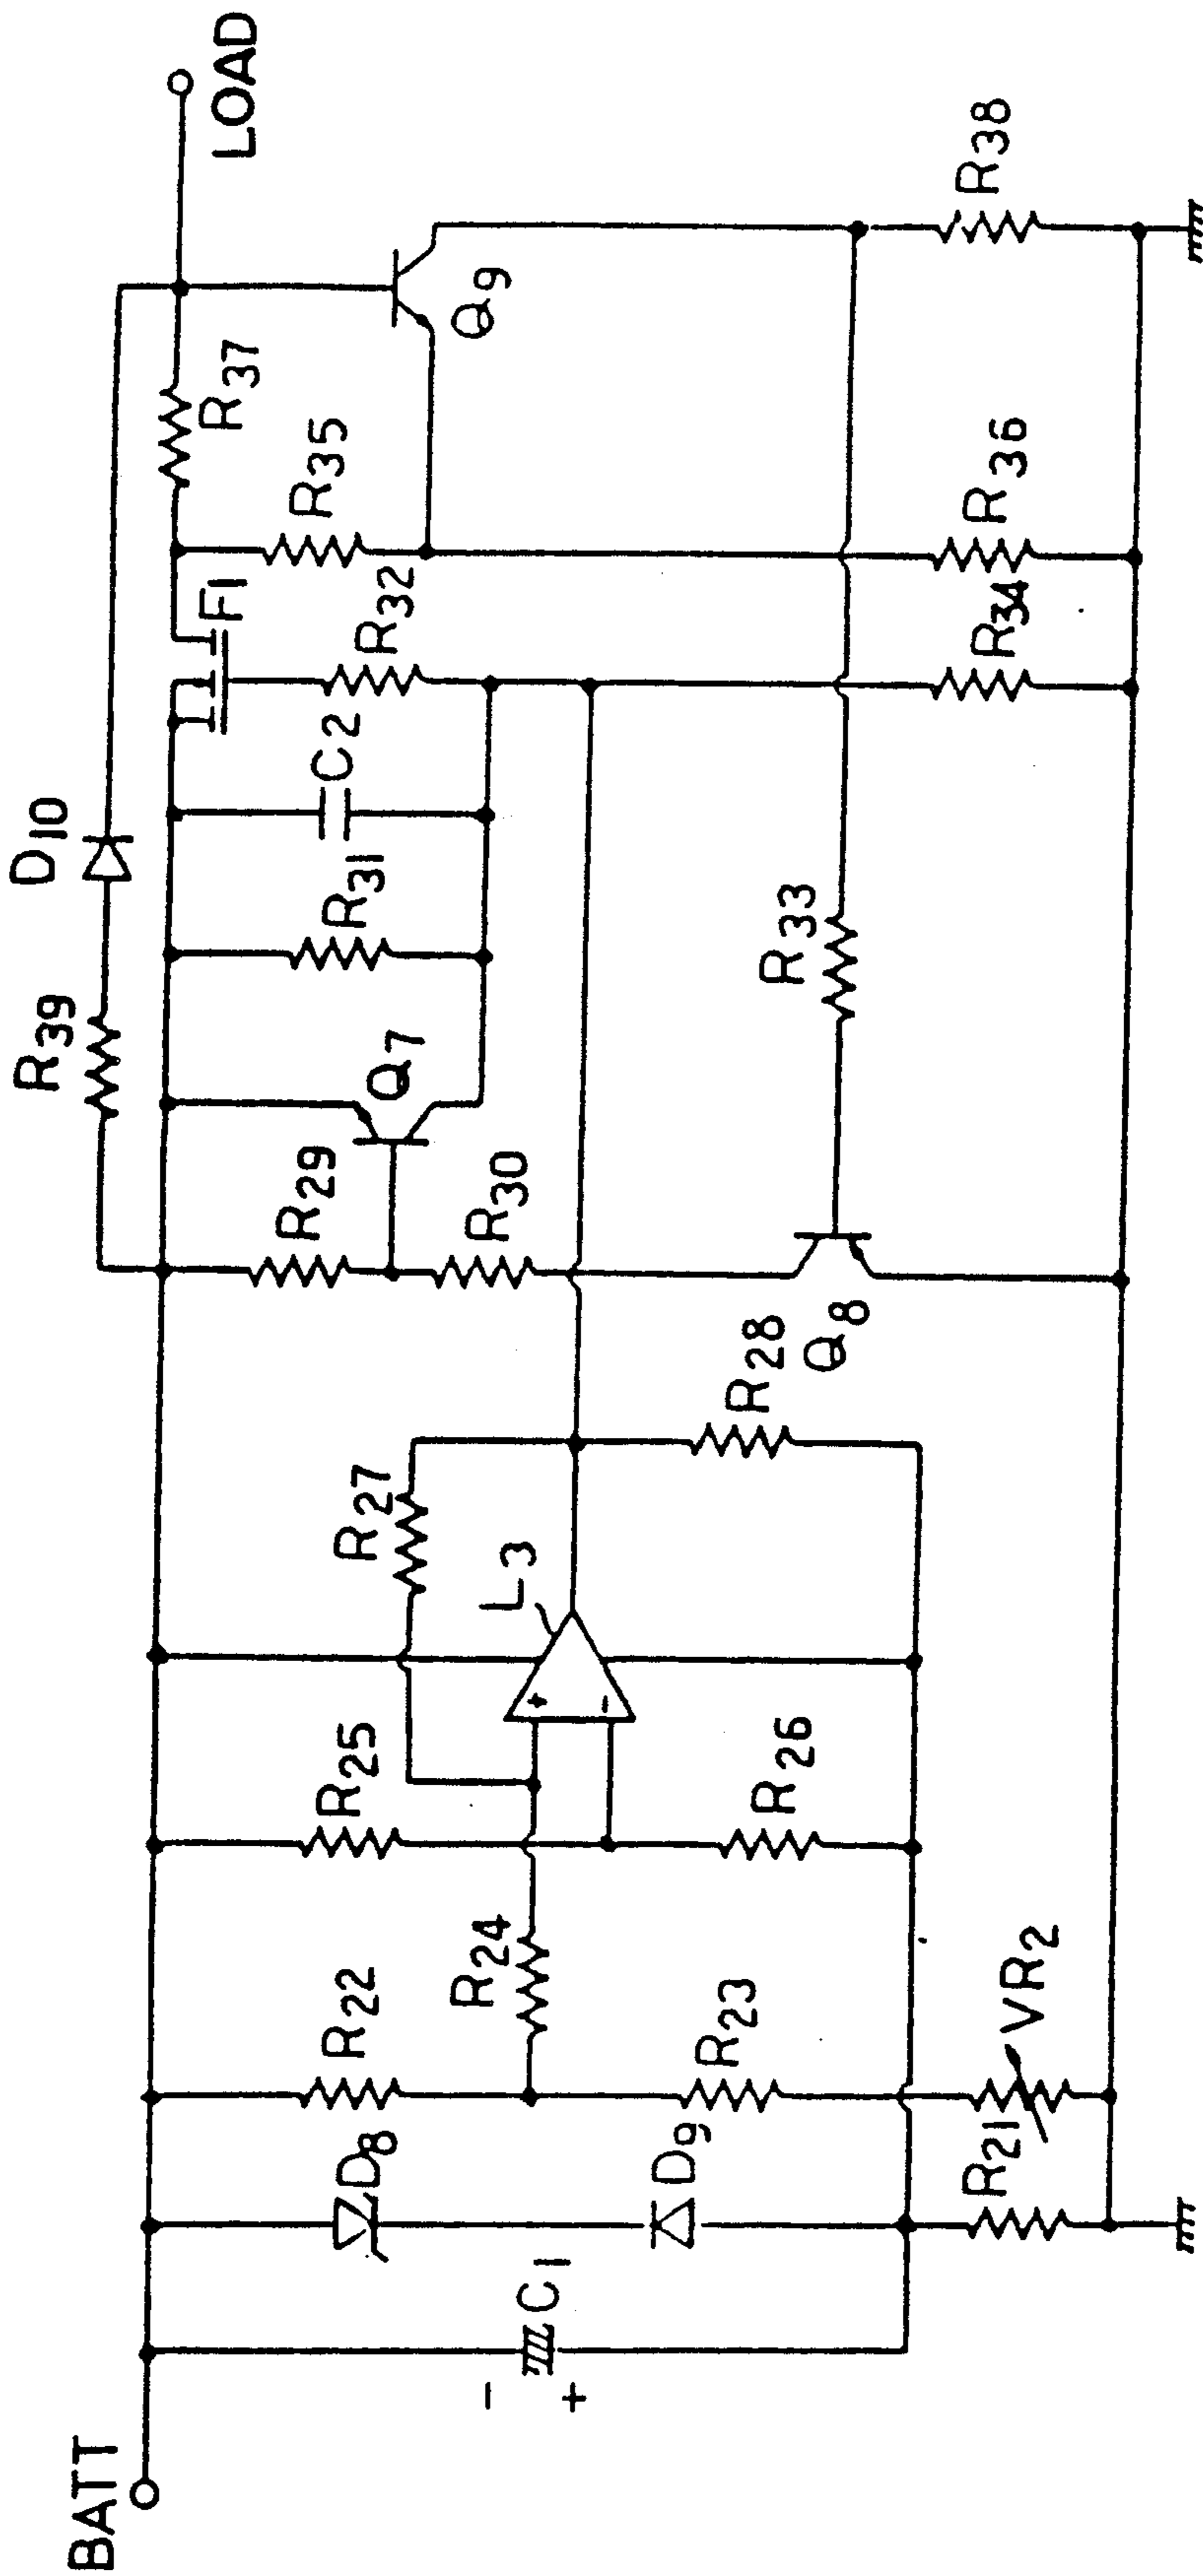 BATT
LOAD
R39
D10
R37
F1
R29
Q7
R31
C2
R32
R35
Q9
R30
R25
R27
L3
+
-
R22
R24
D8
C1
-
+
D9
R23
R26
R28
Q8
R33
R34
R36
R38
R21
VR2